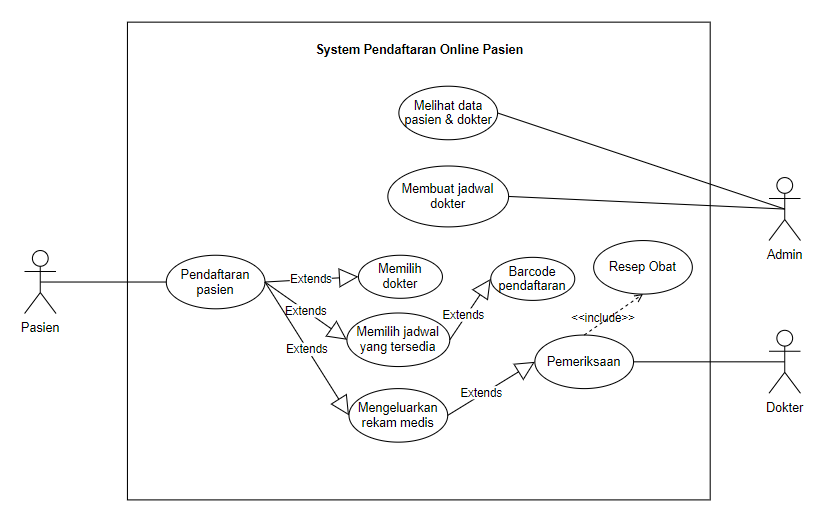 System Pendaftaran Online Pasien
Melihat data
pasien & dokter
Membuat jadwal
dokter
Admin
Pendaftaran
pasien
Pasien
Extends
Memilih
dokter
Barcode
pendaftaran
Resep Obat
Extends
Memilih jadwal
yang tersedia
Extends
<<include>>
Extends
Pemeriksaan
Dokter
Mengeluarkan
rekam medis
Extends